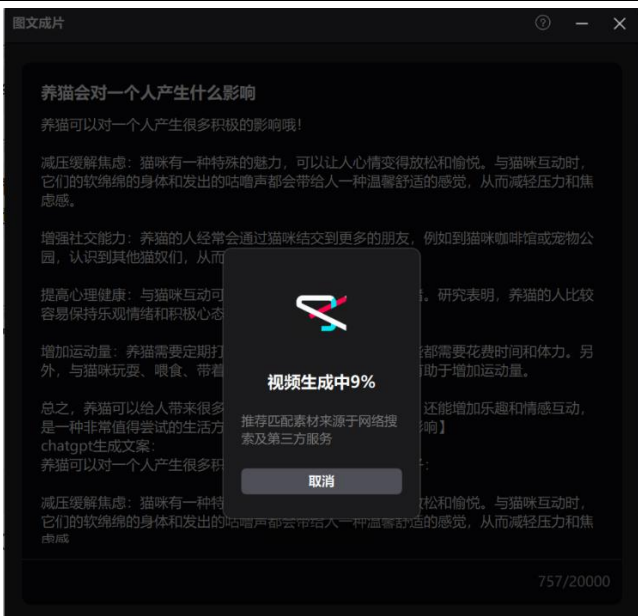 图文成片
养猫会对一个人产生什么影响
养猫可以对一个人产生很多积极的影响哦！
减压缓解焦虑：猫咪有一种特殊的魅力，可以让人心情变得放松和愉悦。与猫咪互动时，
它们的软绵绵的身体和发出的咕噜声都会带给人一种温馨舒适的感觉，从而减轻压力和焦
虑感。
增强社交能力：养猫的人经常会通过猫咪结交到更多的朋友，例如到猫咪咖啡馆或宠物公
园，认识到其他猫奴们，从而
提高心理健康：与猫咪互动可 。研究表明，养猫的人比较
容易保持乐观情绪和积极心态
增加运动量：养猫需要定期打 都需要花费时间和体力。另
外，与猫咪玩耍、喂食、带着 助于增加运动量。
总之，养猫可以给人带来很多 还能增加乐趣和情感互动，
是一种非常值得尝试的生活方 响】
chatgpt生成文案：
养猫可以对一个人产生很多积 ：
减压缓解焦虑：猫咪有一种特 放松和愉悦。与猫咪互动时，
它们的软绵绵的身体和发出的咕噜声都会带给人一种温馨舒适的感觉，从而减轻压力和焦
虑感
视频生成中9%
推荐匹配素材来源于网络搜
索及第三方服务
取消
757/20000